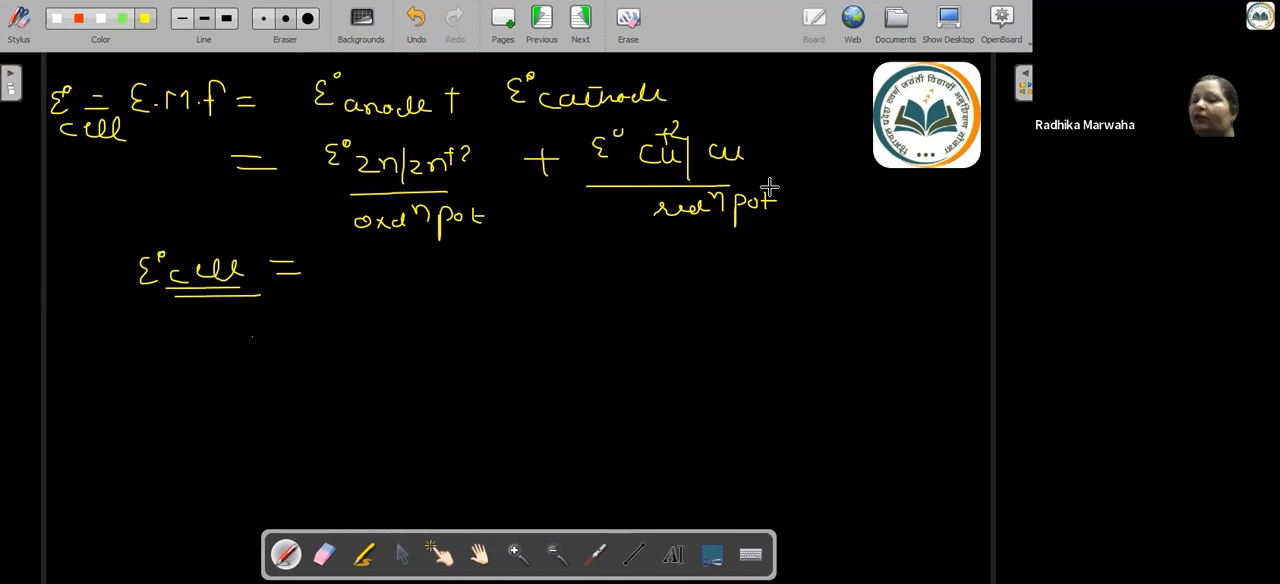 Stylus Color Line Eraser Backgrounds Undo Redo Pages Previous Next Erase Board Web Documents Show Desktop OpenBoard
Radhika Marwaha
E°cell = E.M.f = E°anode + E°cathode
= E° Zn/Zn+2 + E° Cu+2/Cu
oxdⁿ pot redⁿ pot
E°cell =
AI